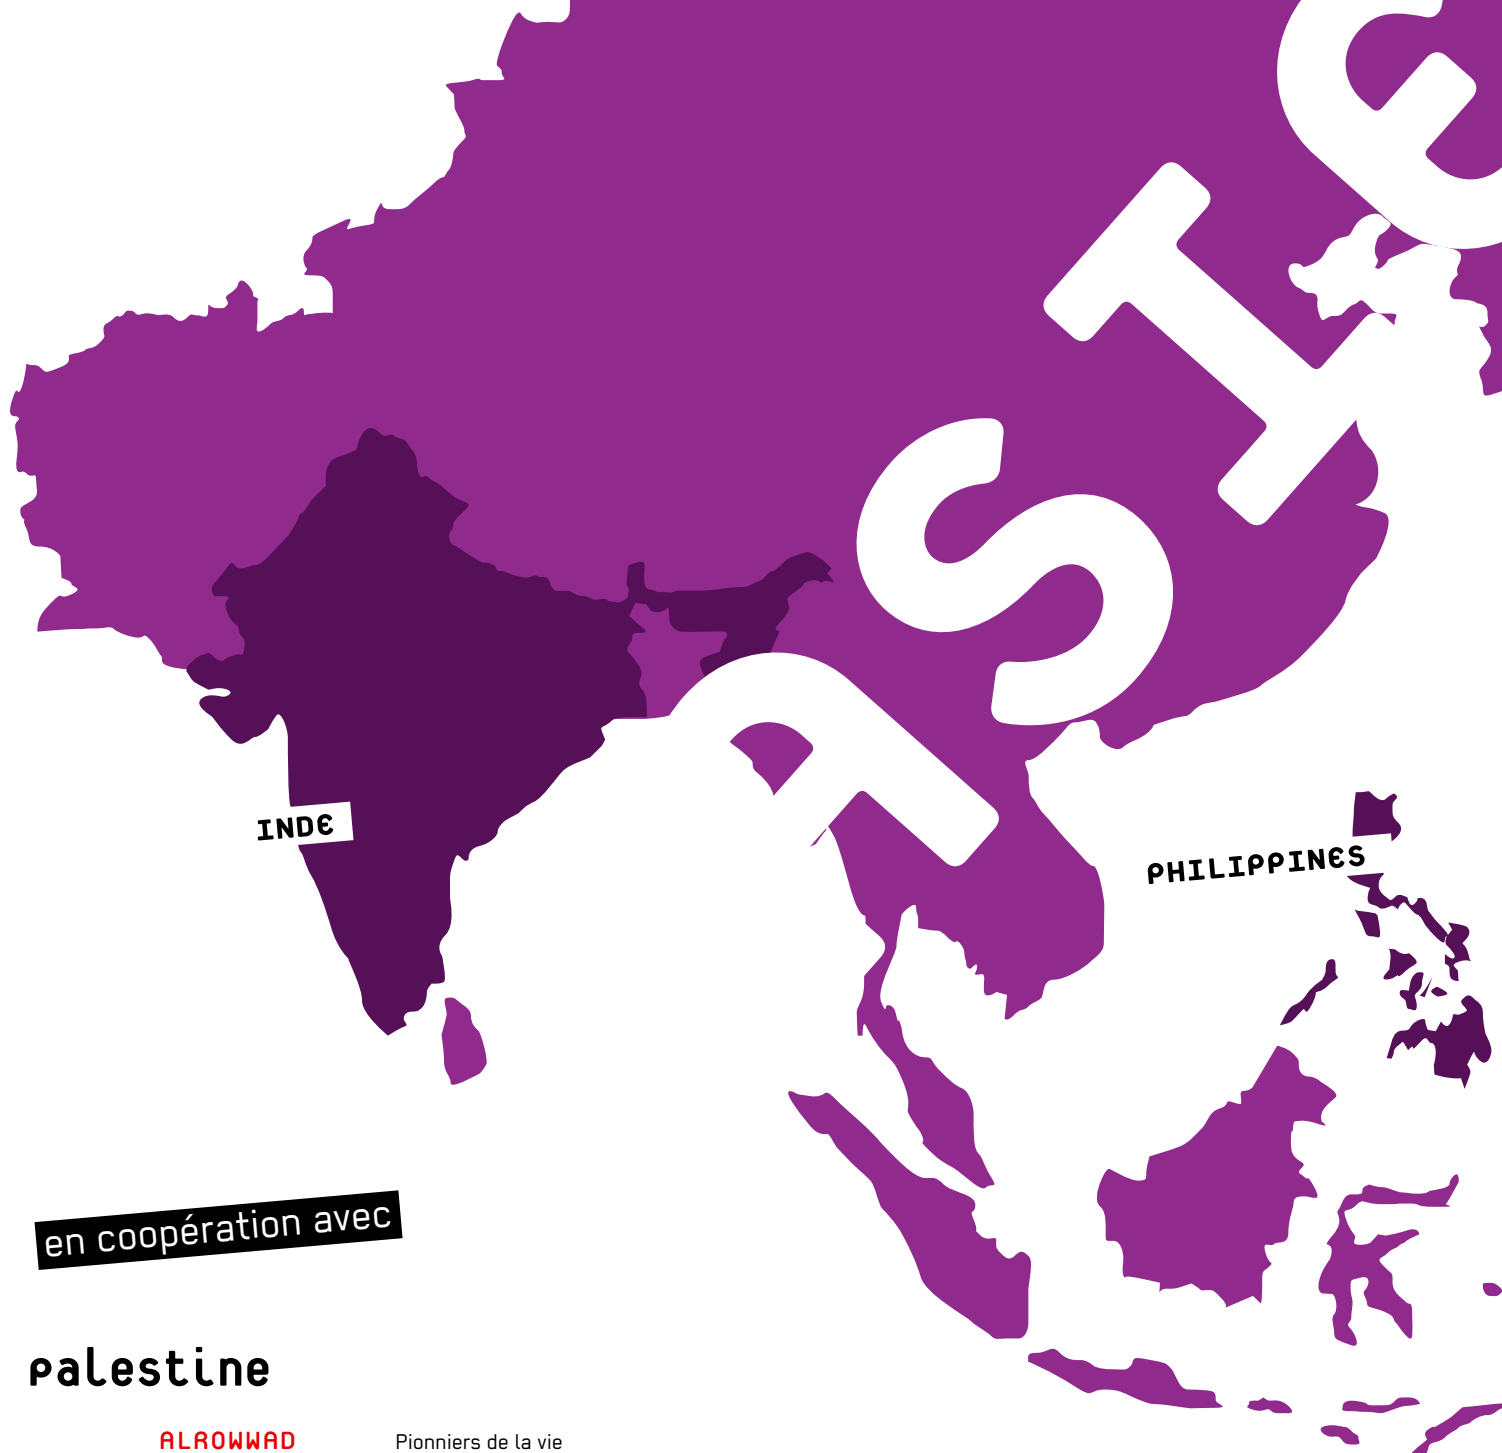 ASIE
INDE
PHILIPPINES
en coopération avec
palestine
ALROWWAD Pionniers de la vie